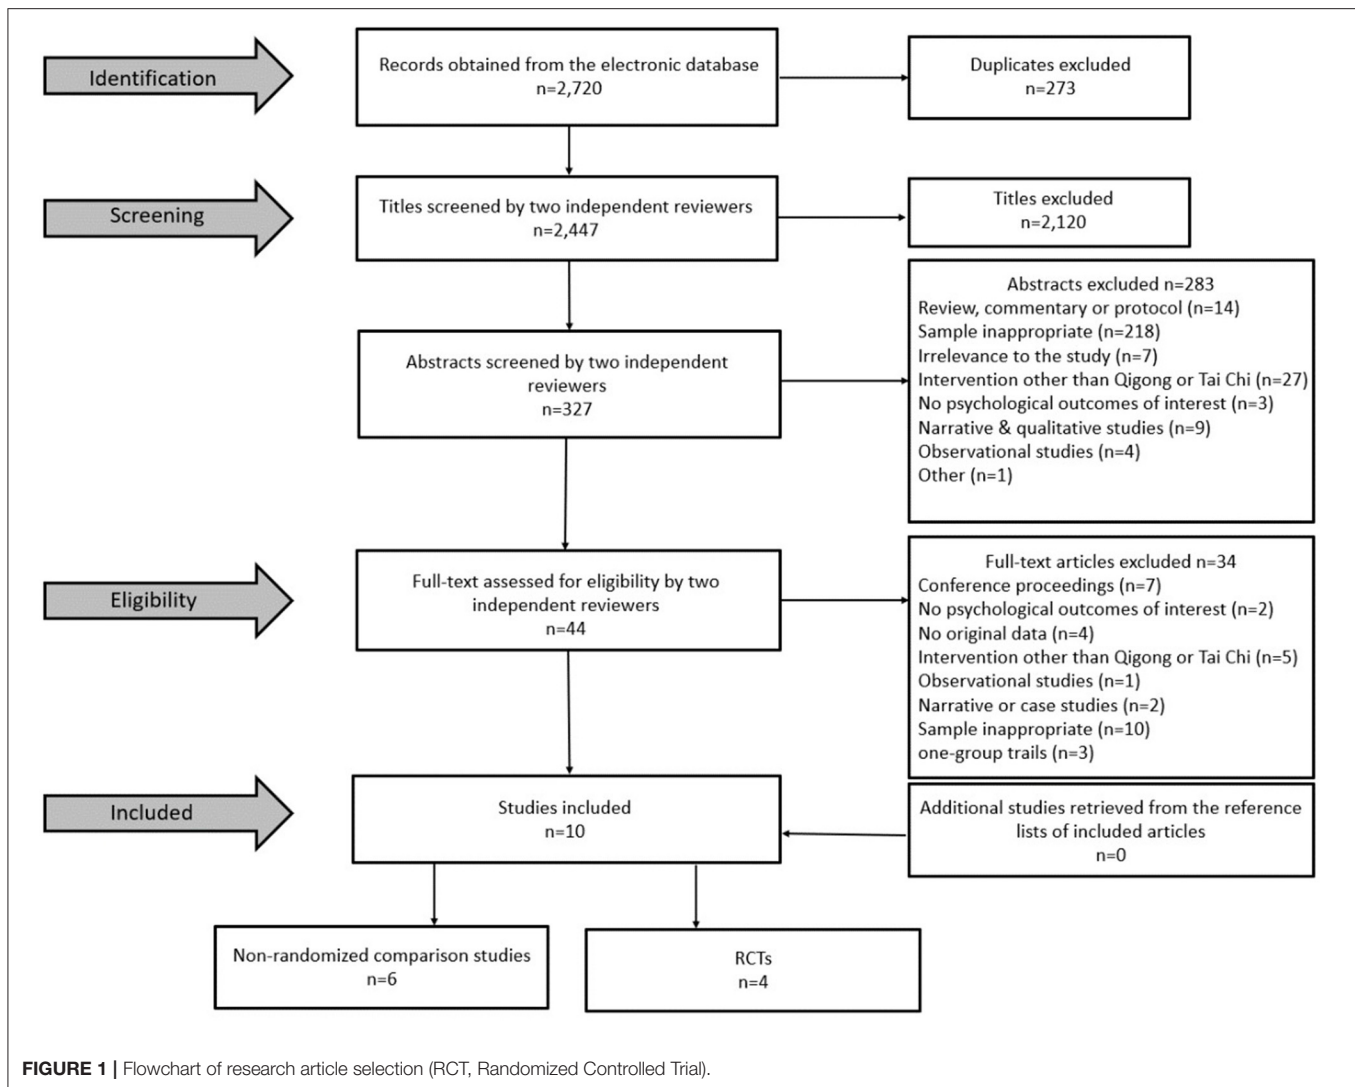 Identification
Records obtained from the electronic database
n=2,720
Duplicates excluded
n=273
Screening
Titles screened by two independent reviewers
n=2,447
Titles excluded
n=2,120
Abstracts screened by two independent
reviewers
n=327
Abstracts excluded n=283
Review, commentary or protocol (n=14)
Sample inappropriate (n=218)
Irrelevance to the study (n=7)
Intervention other than Qigong or Tai Chi (n=27)
No psychological outcomes of interest (n=3)
Narrative & qualitative studies (n=9)
Observational studies (n=4)
Other (n=1)
Eligibility
Full-text assessed for eligibility by two
independent reviewers
n=44
Full-text articles excluded n=34
Conference proceedings (n=7)
No psychological outcomes of interest (n=2)
No original data (n=4)
Intervention other than Qigong or Tai Chi (n=5)
Observational studies (n=1)
Narrative or case studies (n=2)
Sample inappropriate (n=10)
one-group trails (n=3)
Included
Studies included
n=10
Additional studies retrieved from the reference
lists of included articles
n=0
Non-randomized comparison studies
n=6
RCTs
n=4
FIGURE 1 | Flowchart of research article selection (RCT, Randomized Controlled Trial).